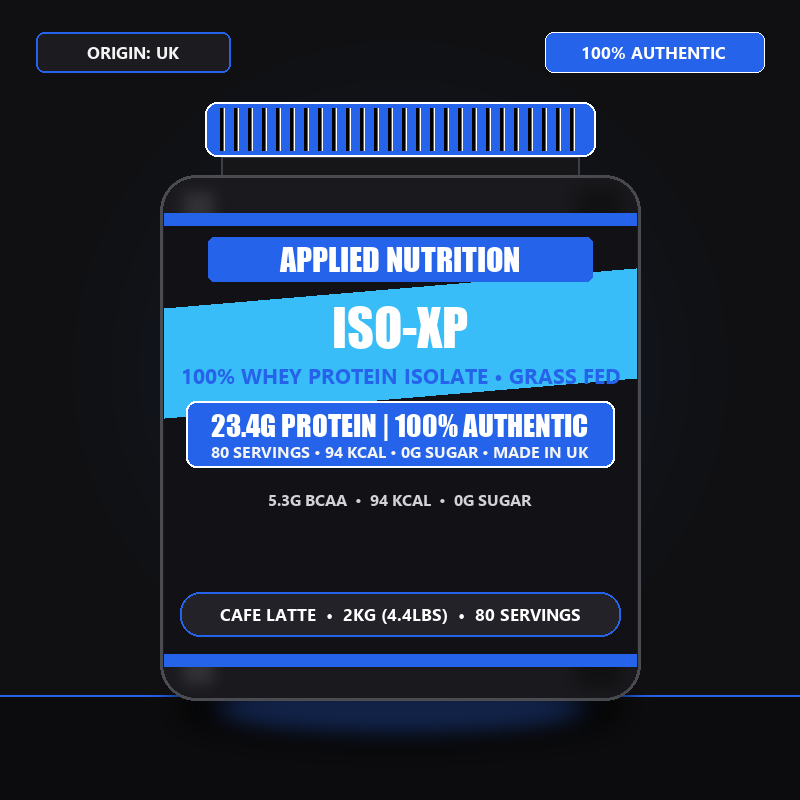 ORIGIN: UK
100% AUTHENTIC
APPLIED NUTRITION
ISO-XP
100% WHEY PROTEIN ISOLATE • GRASS FED
23.4G PROTEIN | 100% AUTHENTIC
80 SERVINGS • 94 KCAL • 0G SUGAR • MADE IN UK
5.3G BCAA • 94 KCAL • 0G SUGAR
CAFE LATTE • 2KG (4.4LBS) • 80 SERVINGS